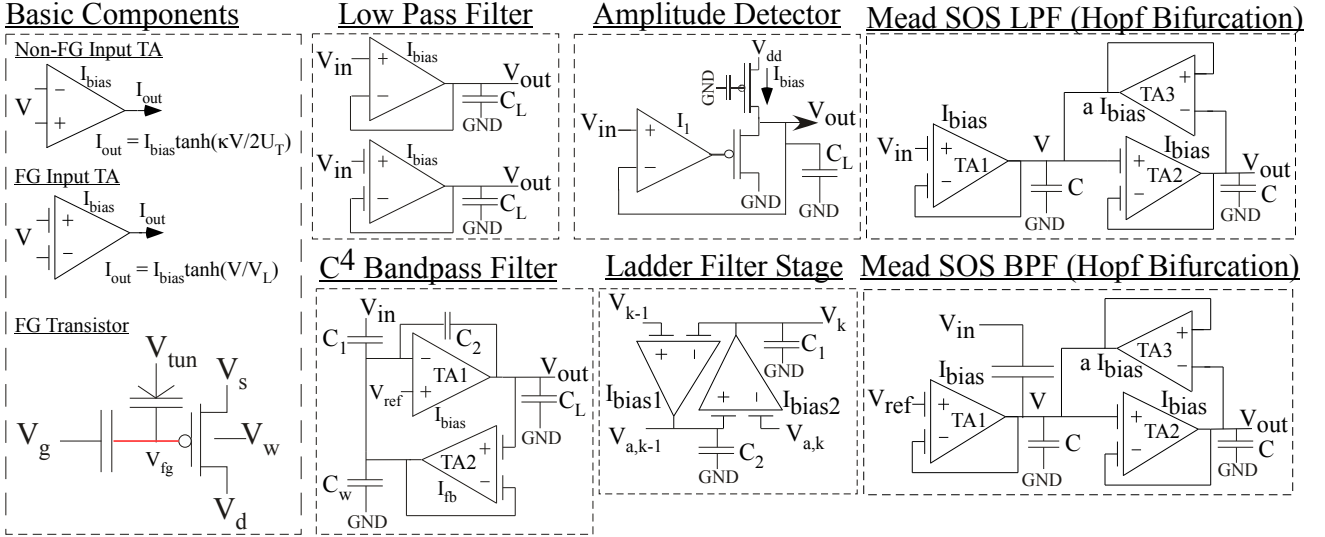 Basic Components
Non-FG Input TA
V
−
+
I_bias
I_out
I_out = I_bias tanh(κV/2U_T)
FG Input TA
V
+
−
I_bias
I_out
I_out = I_bias tanh(V/V_L)
FG Transistor
V_tun
V_s
V_g
V_fg
V_w
V_d
Low Pass Filter
V_in
+
−
I_bias
V_out
C_L
GND
V_in
+
−
I_bias
V_out
C_L
GND
Amplitude Detector
V_dd
GND
I_bias
V_in
+
−
I_1
V_out
C_L
GND
GND
Mead SOS LPF (Hopf Bifurcation)
TA3
+
−
a I_bias
I_bias
V_in
+
−
TA1
V
C
GND
I_bias
+
−
TA2
V_out
C
GND
C⁴ Bandpass Filter
V_in
C_1
C_2
−
+
TA1
V_ref
I_bias
V_out
C_L
GND
TA2
+
−
I_fb
C_w
GND
Ladder Filter Stage
V_k-1
V_k
+
−
C_1
GND
I_bias1
I_bias2
+
−
V_a,k-1
V_a,k
C_2
GND
Mead SOS BPF (Hopf Bifurcation)
V_in
TA3
+
−
a I_bias
I_bias
V_ref
+
−
TA1
V
C
GND
I_bias
+
−
TA2
V_out
C
GND